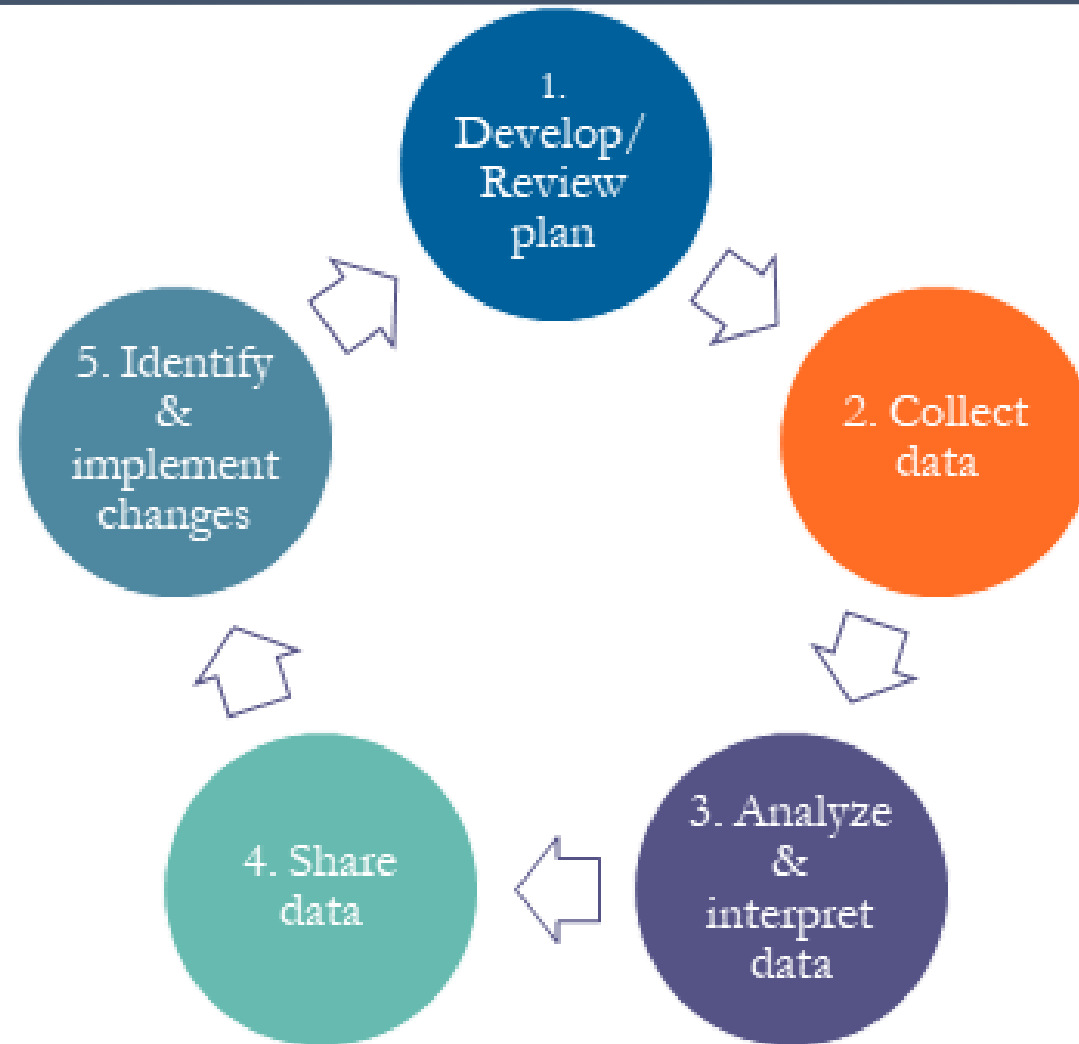 1.
Develop/
Review
plan
2. Collect
data
3. Analyze
&
interpret
data
4. Share
data
5. Identify
&
implement
changes